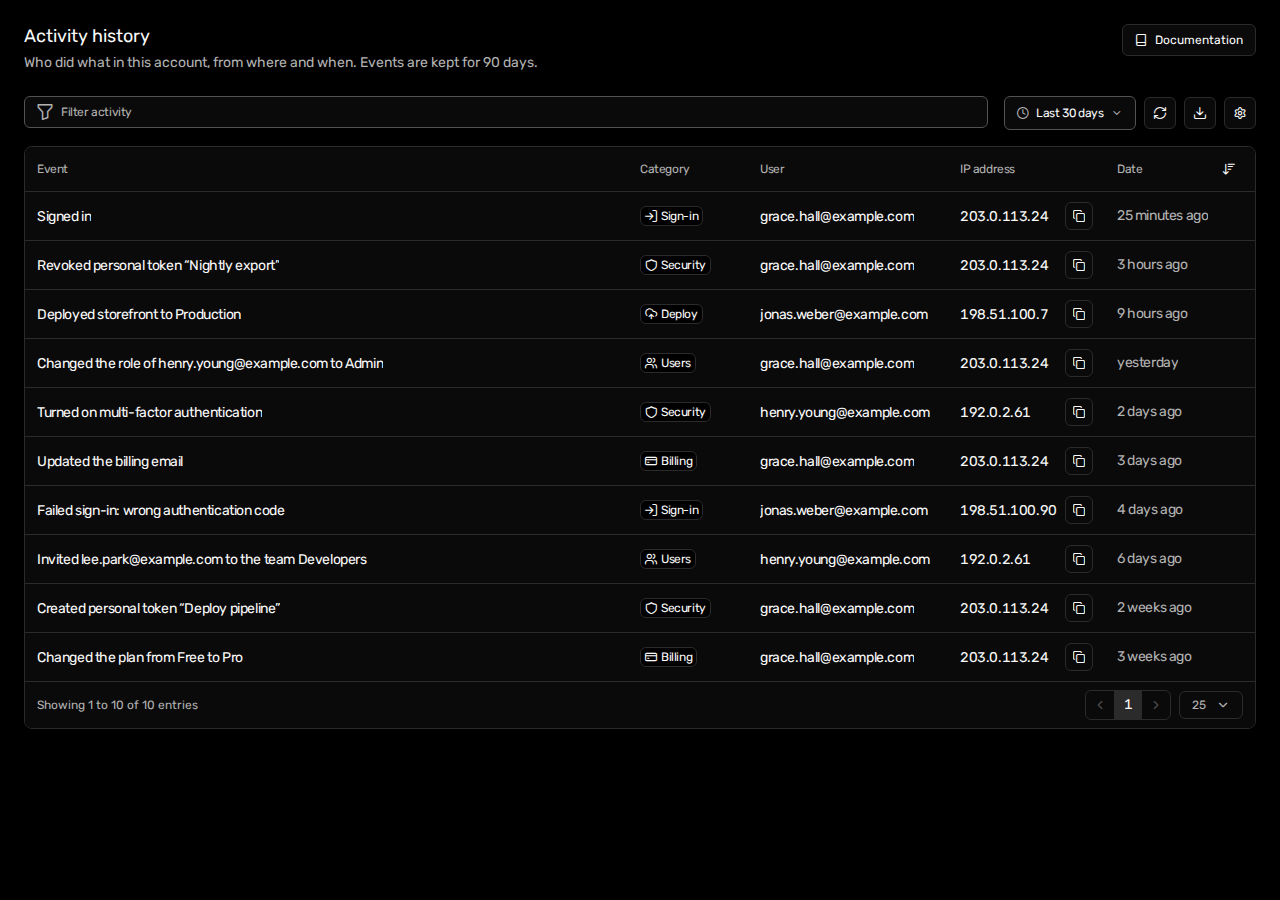 Activity history
Documentation
Who did what in this account, from where and when. Events are kept for 90 days.
Filter activity
Last 30 days
Event Category User IP address Date
Signed in Sign-in grace.hall@example.com 203.0.113.24 25 minutes ago
Revoked personal token “Nightly export” Security grace.hall@example.com 203.0.113.24 3 hours ago
Deployed storefront to Production Deploy jonas.weber@example.com 198.51.100.7 9 hours ago
Changed the role of henry.young@example.com to Admin Users grace.hall@example.com 203.0.113.24 yesterday
Turned on multi-factor authentication Security henry.young@example.com 192.0.2.61 2 days ago
Updated the billing email Billing grace.hall@example.com 203.0.113.24 3 days ago
Failed sign-in: wrong authentication code Sign-in jonas.weber@example.com 198.51.100.90 4 days ago
Invited lee.park@example.com to the team Developers Users henry.young@example.com 192.0.2.61 6 days ago
Created personal token “Deploy pipeline” Security grace.hall@example.com 203.0.113.24 2 weeks ago
Changed the plan from Free to Pro Billing grace.hall@example.com 203.0.113.24 3 weeks ago
Showing 1 to 10 of 10 entries 1 25